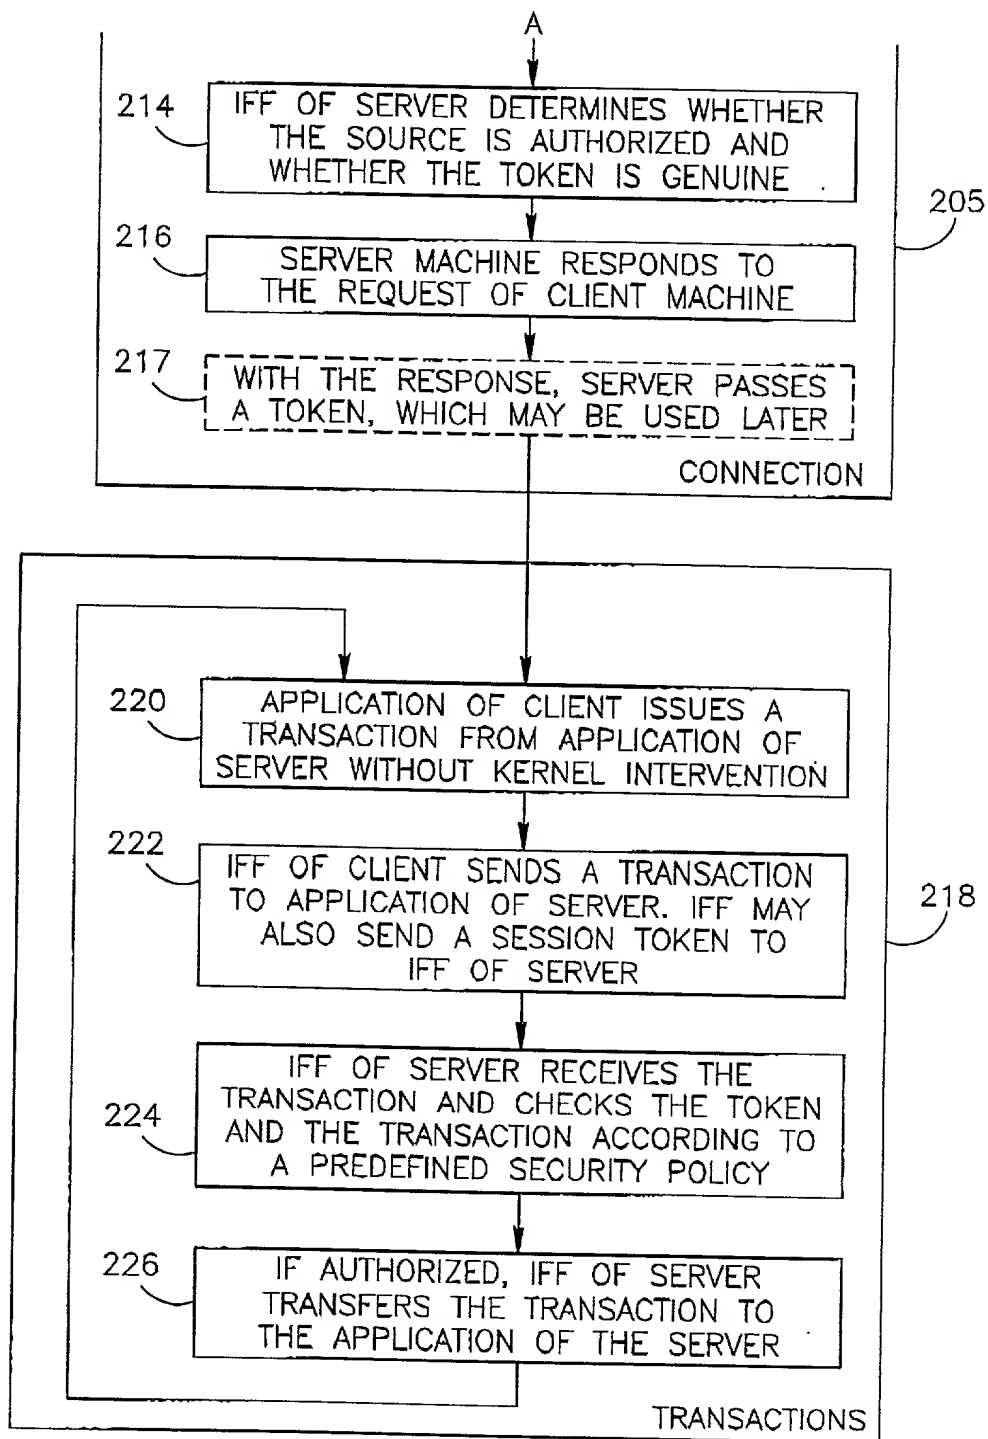 A
214
IFF OF SERVER DETERMINES WHETHER
THE SOURCE IS AUTHORIZED AND
WHETHER THE TOKEN IS GENUINE
205
216
SERVER MACHINE RESPONDS TO
THE REQUEST OF CLIENT MACHINE
217
WITH THE RESPONSE, SERVER PASSES
A TOKEN, WHICH MAY BE USED LATER
CONNECTION
220
APPLICATION OF CLIENT ISSUES A
TRANSACTION FROM APPLICATION OF
SERVER WITHOUT KERNEL INTERVENTION
222
IFF OF CLIENT SENDS A TRANSACTION
TO APPLICATION OF SERVER. IFF MAY
ALSO SEND A SESSION TOKEN TO
IFF OF SERVER
218
224
IFF OF SERVER RECEIVES THE
TRANSACTION AND CHECKS THE TOKEN
AND THE TRANSACTION ACCORDING TO
A PREDEFINED SECURITY POLICY
226
IF AUTHORIZED, IFF OF SERVER
TRANSFERS THE TRANSACTION TO
THE APPLICATION OF THE SERVER
TRANSACTIONS